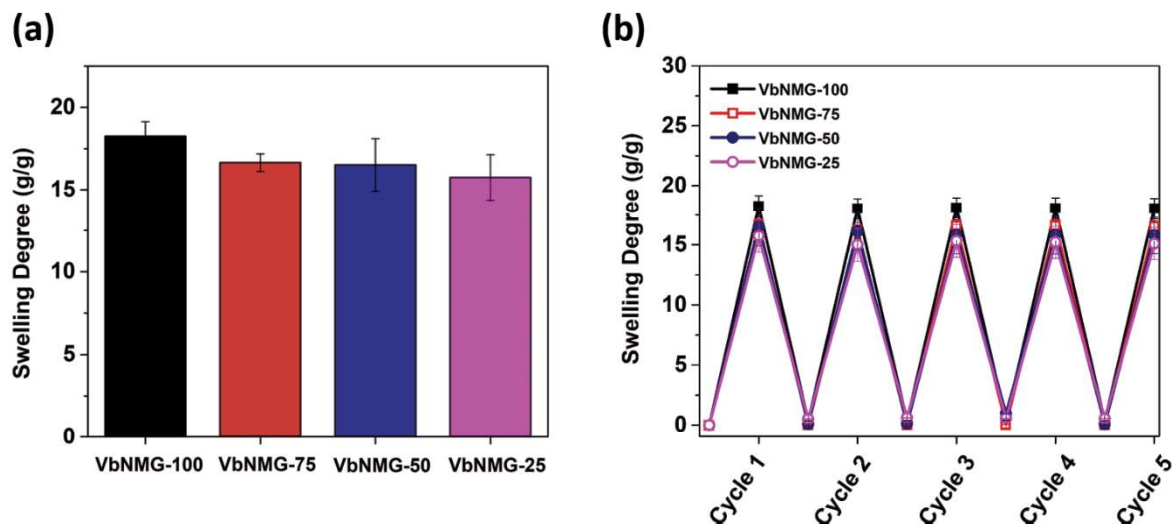 (a)
Swelling Degree (g/g)
20
15
10
5
0
VbNMG-100 VbNMG-75 VbNMG-50 VbNMG-25
(b)
Swelling Degree (g/g)
30
25
20
15
10
5
0
VbNMG-100
VbNMG-75
VbNMG-50
VbNMG-25
Cycle 1
Cycle 2
Cycle 3
Cycle 4
Cycle 5